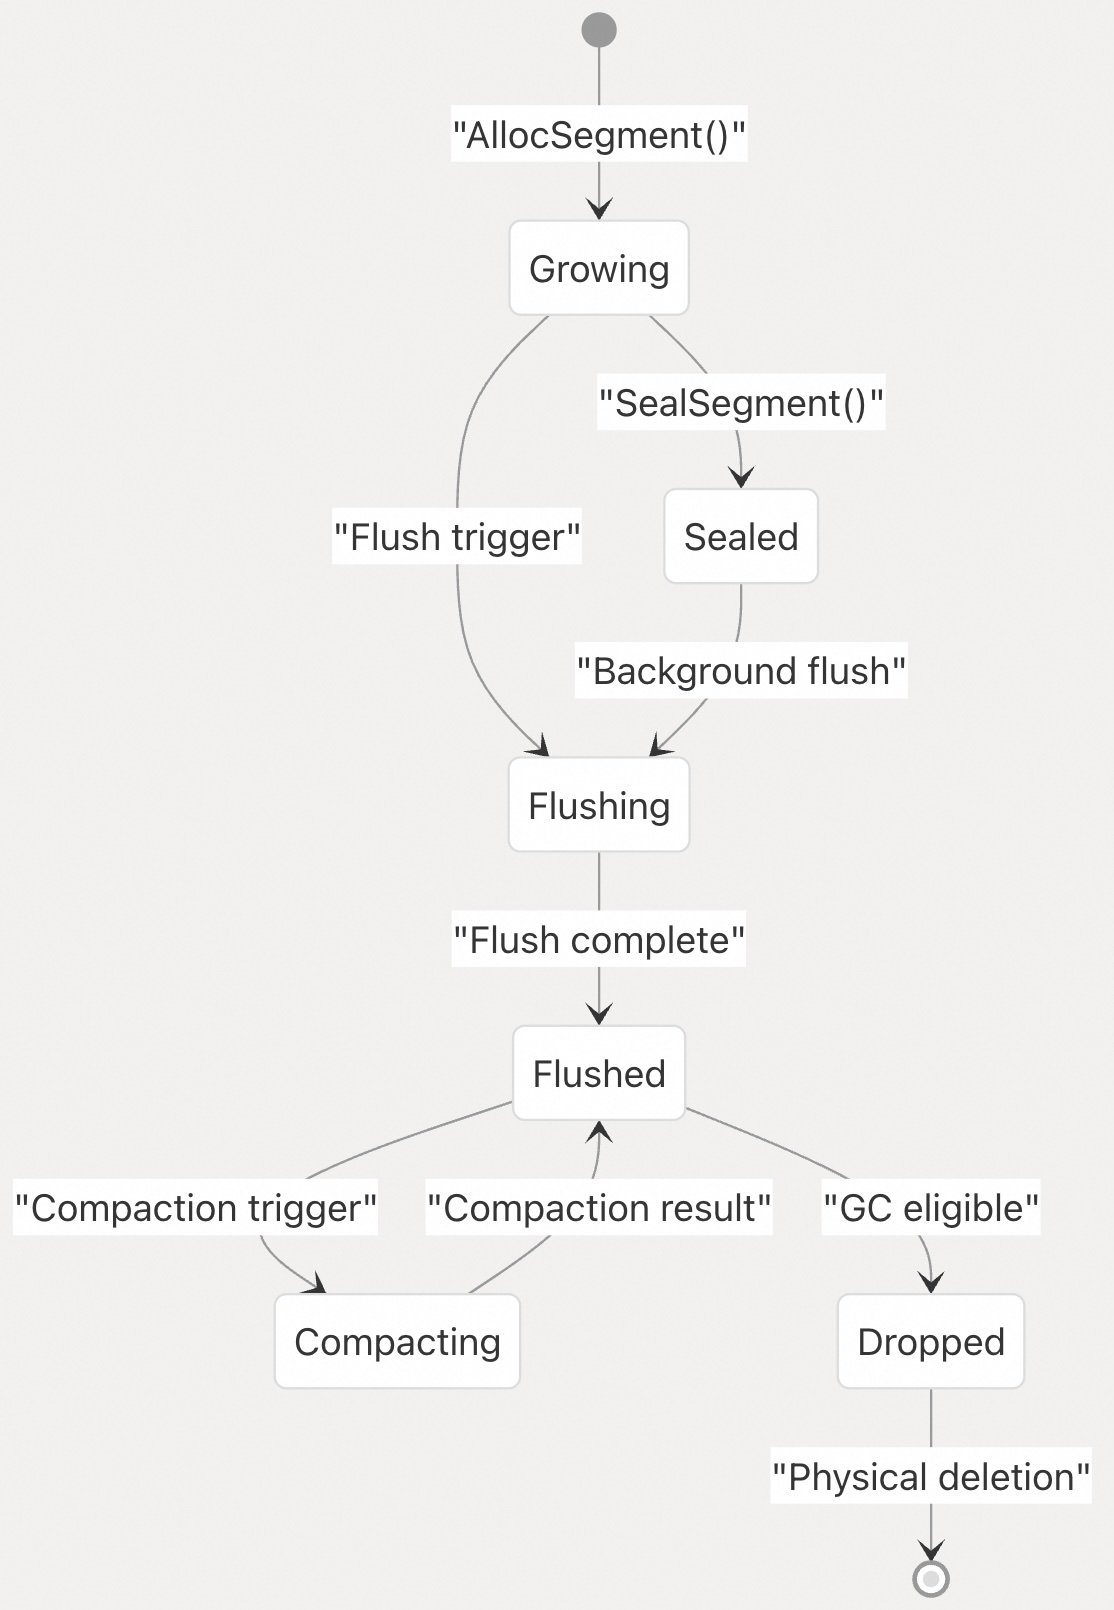 "AllocSegment()"
Growing
"SealSegment()"
"Flush trigger"
Sealed
"Background flush"
Flushing
"Flush complete"
Flushed
"Compaction trigger"
"Compaction result"
"GC eligible"
Compacting
Dropped
"Physical deletion"